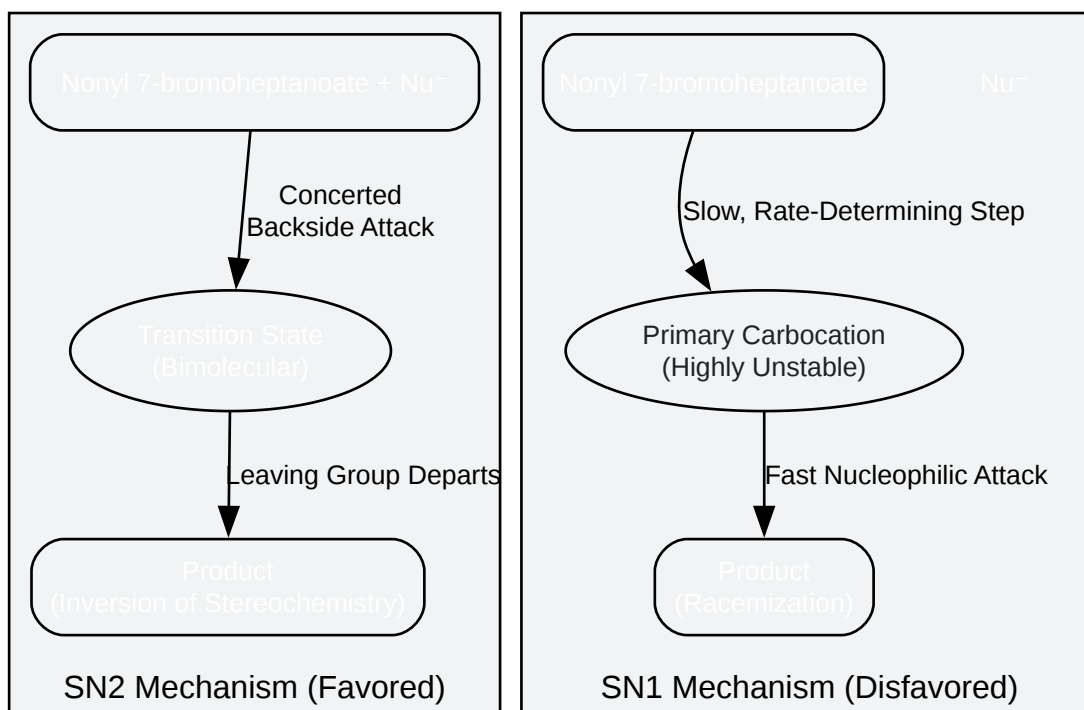 Nonyl 7-bromoheptanoate + Nu⁻
Concerted
Backside Attack
Transition State
(Bimolecular)
Leaving Group Departs
Product
(Inversion of Stereochemistry)
SN2 Mechanism (Favored)
Nonyl 7-bromoheptanoate
Nu⁻
Slow, Rate-Determining Step
Primary Carbocation
(Highly Unstable)
Fast Nucleophilic Attack
Product
(Racemization)
SN1 Mechanism (Disfavored)